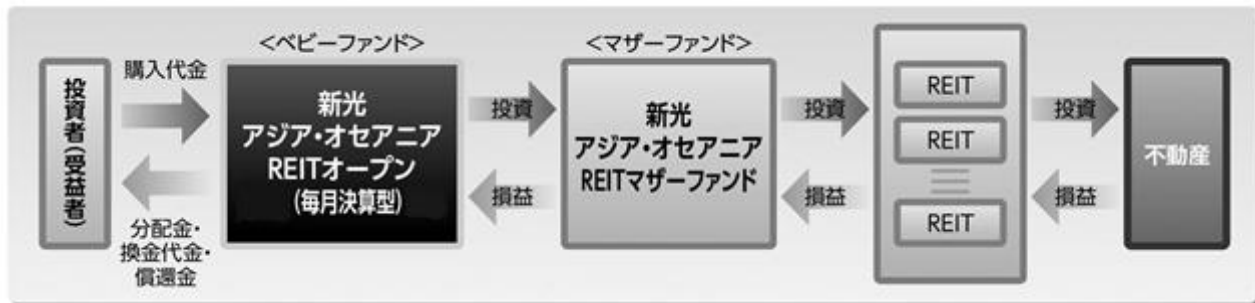 投資者(受益者)
購入代金
分配金・
換金代金・
償還金
<ベビーファンド>
新光
アジア・オセアニア
REITオープン
(毎月決算型)
投資
損益
<マザーファンド>
新光
アジア・オセアニア
REITマザーファンド
投資
損益
REIT
REIT
REIT
投資
損益
不動産